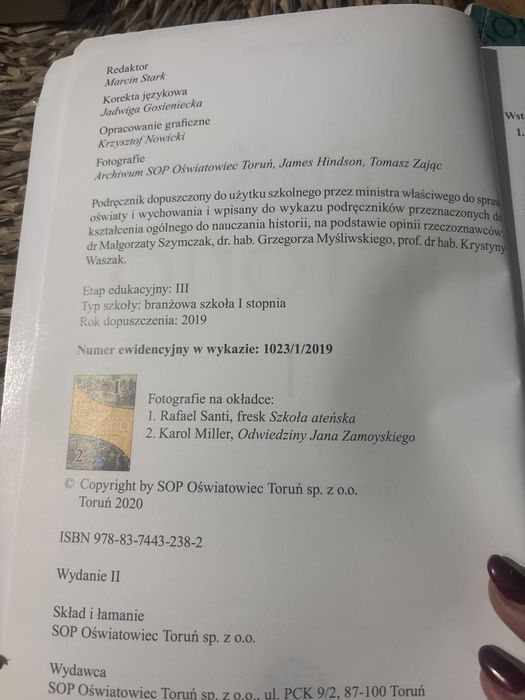 Redaktor
Marcin Stark
Korekta językowa
Jadwiga Gosieniecka
Opracowanie graficzne
Krzysztof Nowicki
Fotografie
Archiwum SOP Oświatowiec Toruń, James Hindson, Tomasz Zając
Podręcznik dopuszczony do użytku szkolnego przez ministra właściwego do spraw
oświaty i wychowania i wpisany do wykazu podręczników przeznaczonych do
kształcenia ogólnego do nauczania historii, na podstawie opinii rzeczoznawców:
dr Małgorzaty Szymczak, dr. hab. Grzegorza Myśliwskiego, prof. dr hab. Krystyny
Waszak.
Etap edukacyjny: III
Typ szkoły: branżowa szkoła I stopnia
Rok dopuszczenia: 2019
Numer ewidencyjny w wykazie: 1023/1/2019
1
2
Fotografie na okładce:
1. Rafael Santi, fresk Szkoła ateńska
2. Karol Miller, Odwiedziny Jana Zamoyskiego
© Copyright by SOP Oświatowiec Toruń sp. z o.o.
Toruń 2020
ISBN 978-83-7443-238-2
Wydanie II
Skład i łamanie
SOP Oświatowiec Toruń sp. z o.o.
Wydawca
SOP Oświatowiec Toruń sp. z o.o., ul. PCK 9/2, 87-100 Toruń
Wst
1.